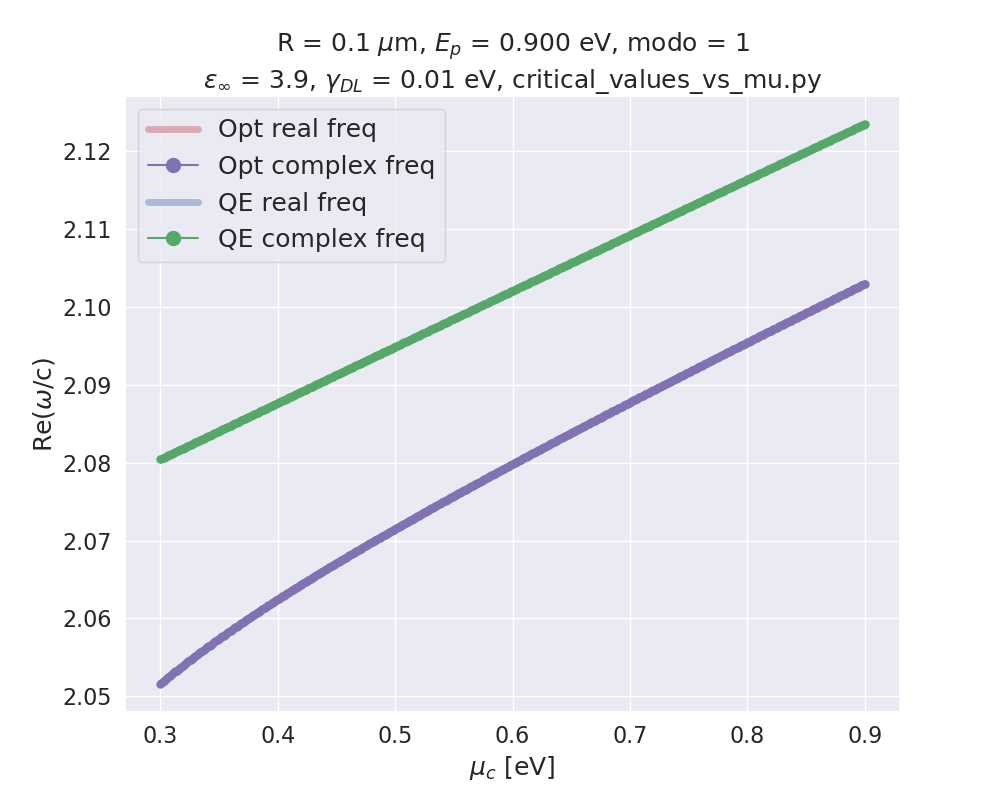 R = 0.1 μm, E_p = 0.900 eV, modo = 1
ε_∞ = 3.9, γ_DL = 0.01 eV, critical_values_vs_mu.py
Opt real freq
Opt complex freq
QE real freq
QE complex freq
2.12
2.11
2.10
2.09
2.08
2.07
2.06
2.05
Re(ω/c)
0.3 0.4 0.5 0.6 0.7 0.8 0.9
μ_c [eV]